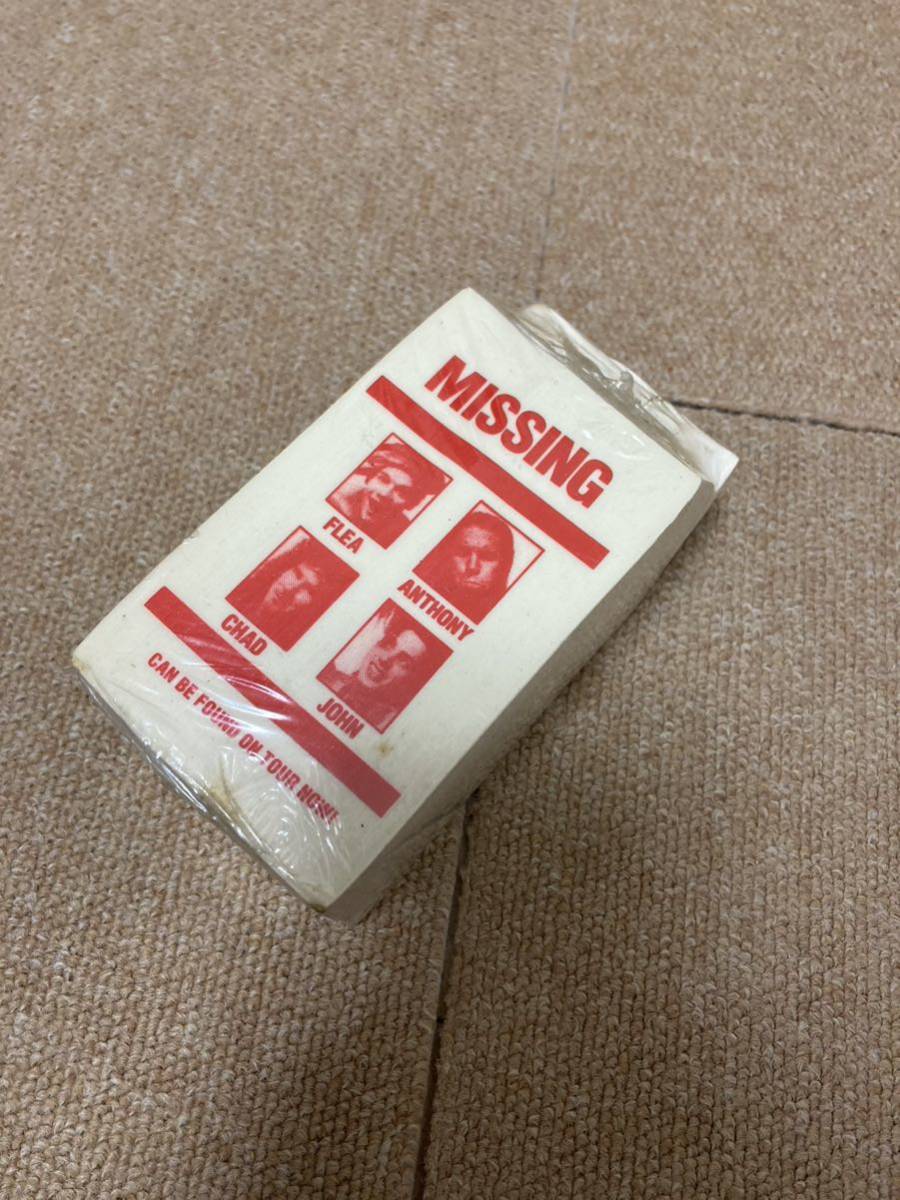 MISSING
FLEA
ANTHONY
CHAD
JOHN
CAN BE FOUND ON TOUR NOW!